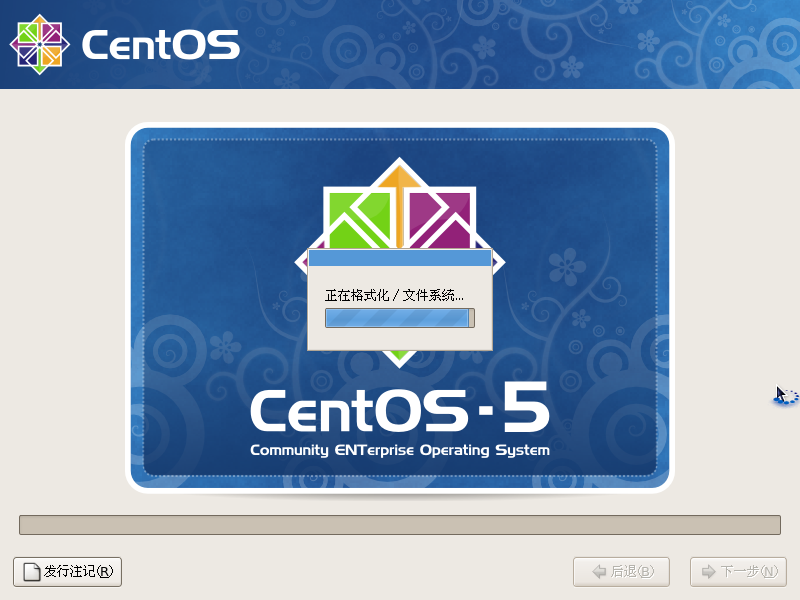 CentOS
正在格式化 / 文件系统...
CentOS - 5
Community ENTerprise Operating System
发行注记(R)
后退(B)
下一步(N)